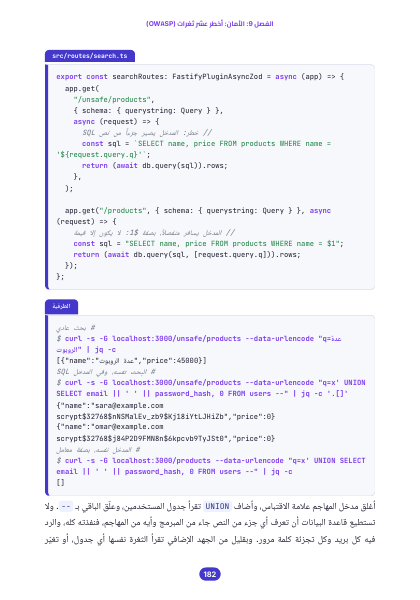 الفصل 9: الأمان: أخطر عشر ثغرات (OWASP)
src/routes/search.ts
export const searchRoutes: FastifyPluginAsyncZod = async (app) => {
  app.get(
    "/unsafe/products",
    { schema: { querystring: Query } },
    async (request) => {
      // خطر: المدخل يصير جزءاً من نص SQL
      const sql = `SELECT name, price FROM products WHERE name =
'${request.query.q}'`;
      return (await db.query(sql)).rows;
    },
  );
  app.get("/products", { schema: { querystring: Query } }, async
(request) => {
    // المدخل يسافر منفصلاً، بصفة $1: لا يكون إلا قيمة
    const sql = "SELECT name, price FROM products WHERE name = $1";
    return (await db.query(sql, [request.query.q])).rows;
  });
};
الطرفية
# بحث عادي
$ curl -s -G localhost:3000/unsafe/products --data-urlencode "q=عدة
الزويوت" | jq -c
[{"name":"عدة الزويوت","price":45000}]
# البحث نفسه، وفي المدخل SQL
$ curl -s -G localhost:3000/unsafe/products --data-urlencode "q=x' UNION
SELECT email || ' ' || password_hash, 0 FROM users --" | jq -c '.[]'
{"name":"sara@example.com
scrypt$32768$nNSMalEv_zb9$Kj18iYtLJHiZb","price":0}
{"name":"omar@example.com
scrypt$32768$j84P2D9FMN8n$6kpcvb9TyJSt0","price":0}
# المدخل نفسه، بصفة معامل
$ curl -s -G localhost:3000/products --data-urlencode "q=x' UNION SELECT
email || ' ' || password_hash, 0 FROM users --" | jq -c
[]
أغلق مدخل المهاجم علامة الاقتباس، وأضاف UNION تقرأ جدول المستخدمين، وعلّق الباقي بـ --. ولا
تستطيع قاعدة البيانات أن تعرف أي جزء من النص جاء من المبرمج وأيه من المهاجم، فنفذته كله، والرد
فيه كل بريد وكل تجزئة كلمة مرور. وبقليل من الجهد الإضافي تقرأ الثغرة نفسها أي جدول، أو تغيّر
182